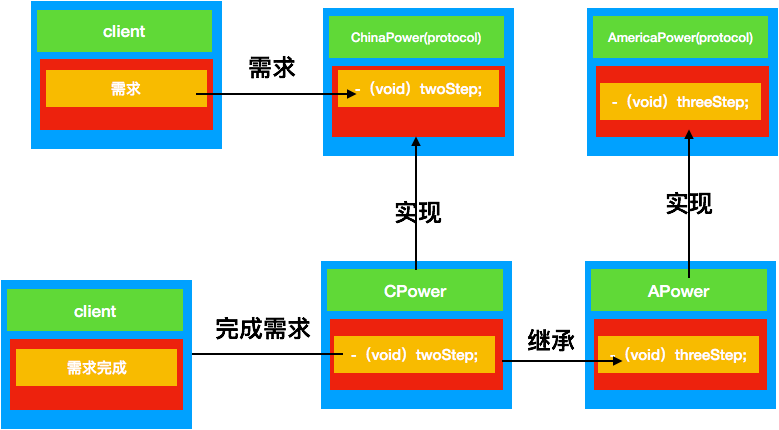 client
需求
需求
ChinaPower(protocol)
-（void）twoStep;
AmericaPower(protocol)
-（void）threeStep;
实现
实现
client
需求完成
完成需求
CPower
-（void）twoStep;
继承
APower
-（void）threeStep;